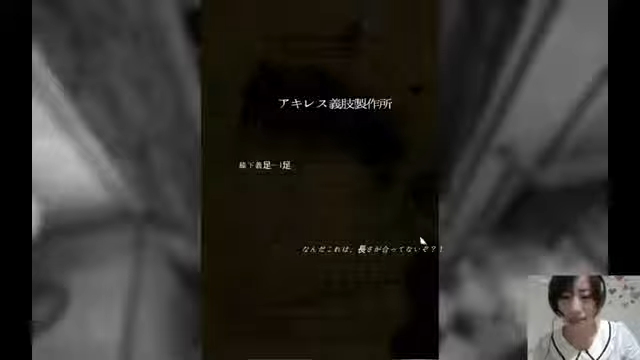 アキレス義肢製作所
膝下義足―1足
なんだこれは、長さが合ってないぞ？！